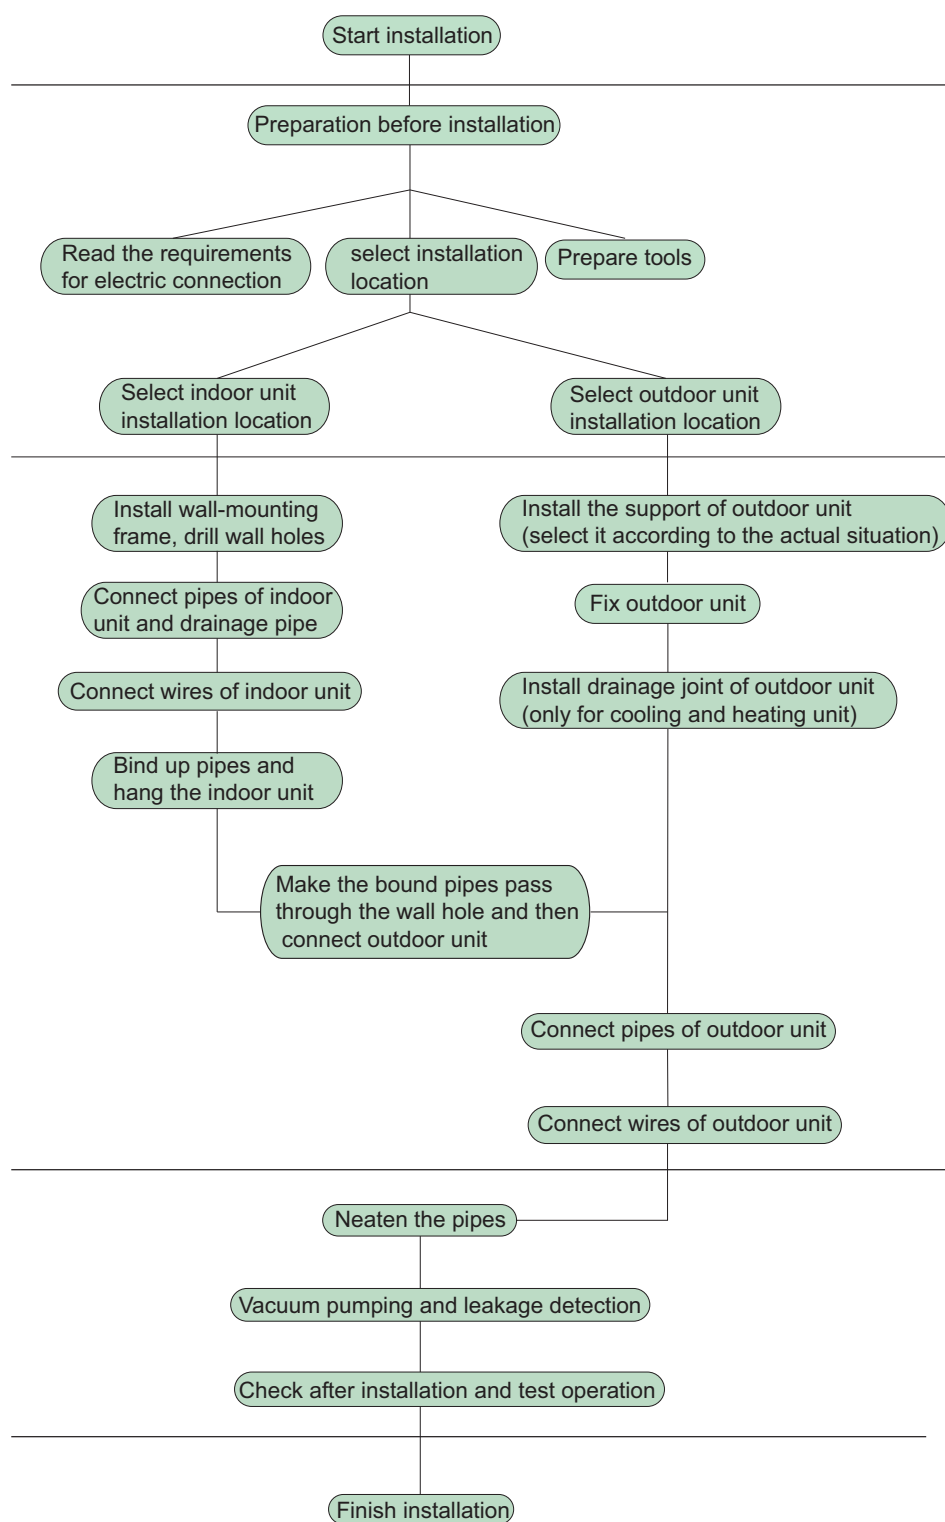 Start installation
Preparation before installation
Read the requirements
for electric connection
select installation
location
Prepare tools
Select indoor unit
installation location
Select outdoor unit
installation location
Install wall-mounting
frame, drill wall holes
Install the support of outdoor unit
(select it according to the actual situation)
Connect pipes of indoor
unit and drainage pipe
Fix outdoor unit
Connect wires of indoor unit
Install drainage joint of outdoor unit
(only for cooling and heating unit)
Bind up pipes and
hang the indoor unit
Make the bound pipes pass
through the wall hole and then
connect outdoor unit
Connect pipes of outdoor unit
Connect wires of outdoor unit
Neaten the pipes
Vacuum pumping and leakage detection
Check after installation and test operation
Finish installation